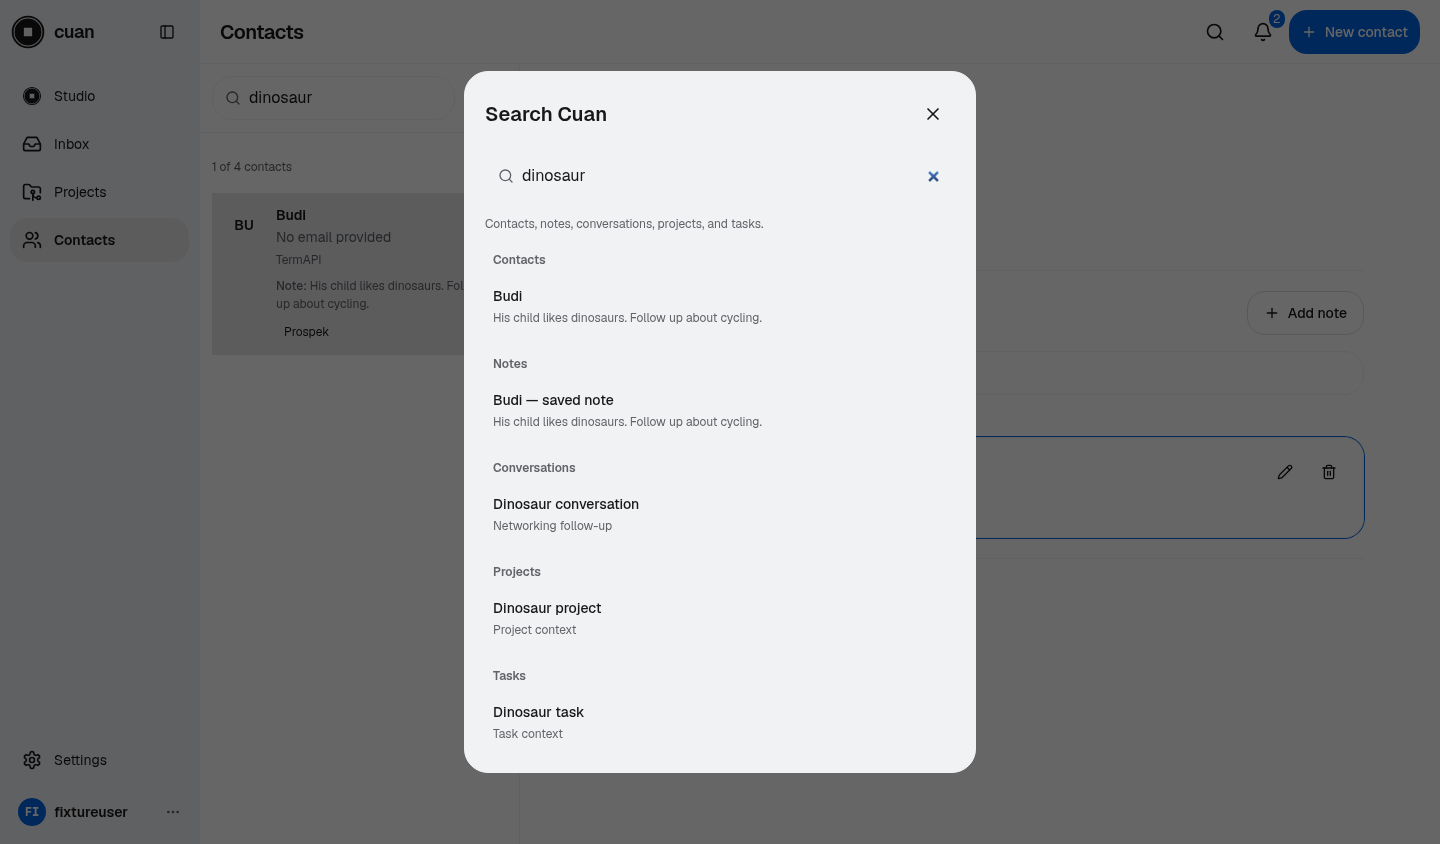 cuan
Contacts
2
New contact
Studio
Inbox
Projects
Contacts
Settings
FI
fixtureuser
dinosaur
1 of 4 contacts
BU
Budi
No email provided
TermAPI
Note: His child likes dinosaurs. Fol
up about cycling.
Prospek
Add note
Search Cuan
dinosaur
Contacts, notes, conversations, projects, and tasks.
Contacts
Budi
His child likes dinosaurs. Follow up about cycling.
Notes
Budi — saved note
His child likes dinosaurs. Follow up about cycling.
Conversations
Dinosaur conversation
Networking follow-up
Projects
Dinosaur project
Project context
Tasks
Dinosaur task
Task context